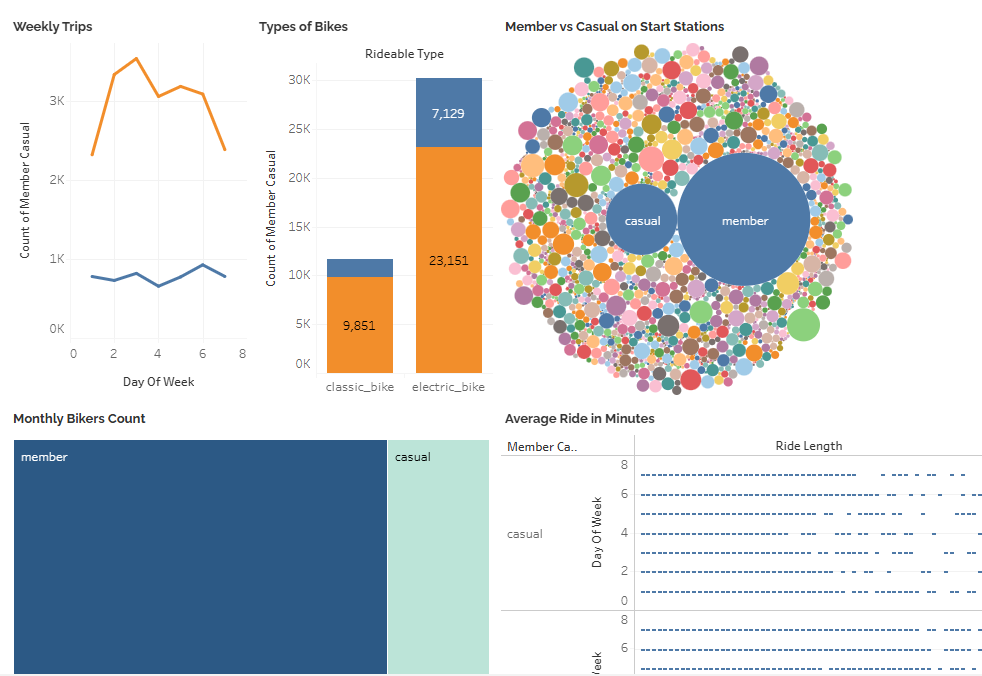 Weekly Trips
Count of Member Casual
3K
2K
1K
0K
0 2 4 6 8
Day Of Week
Types of Bikes
Rideable Type
Count of Member Casual
30K
25K
20K
15K
10K
5K
0K
7,129
23,151
9,851
classic_bike electric_bike
Member vs Casual on Start Stations
casual
member
Monthly Bikers Count
member
casual
Average Ride in Minutes
Member Ca..
Ride Length
casual
Day Of Week
8
6
4
2
0
8
6
Week